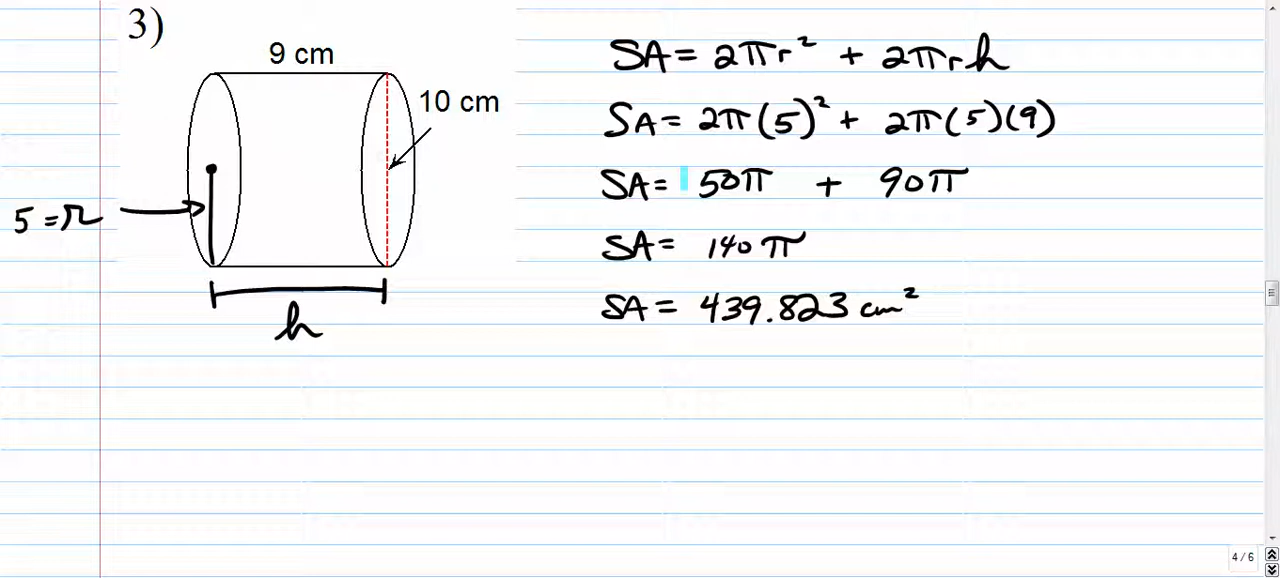 3)
9 cm
10 cm
5 = r
h
SA = 2πr² + 2πrh
SA = 2π(5)² + 2π(5)(9)
SA = 50π + 90π
SA = 140π
SA = 439.823 cm²
4 / 6